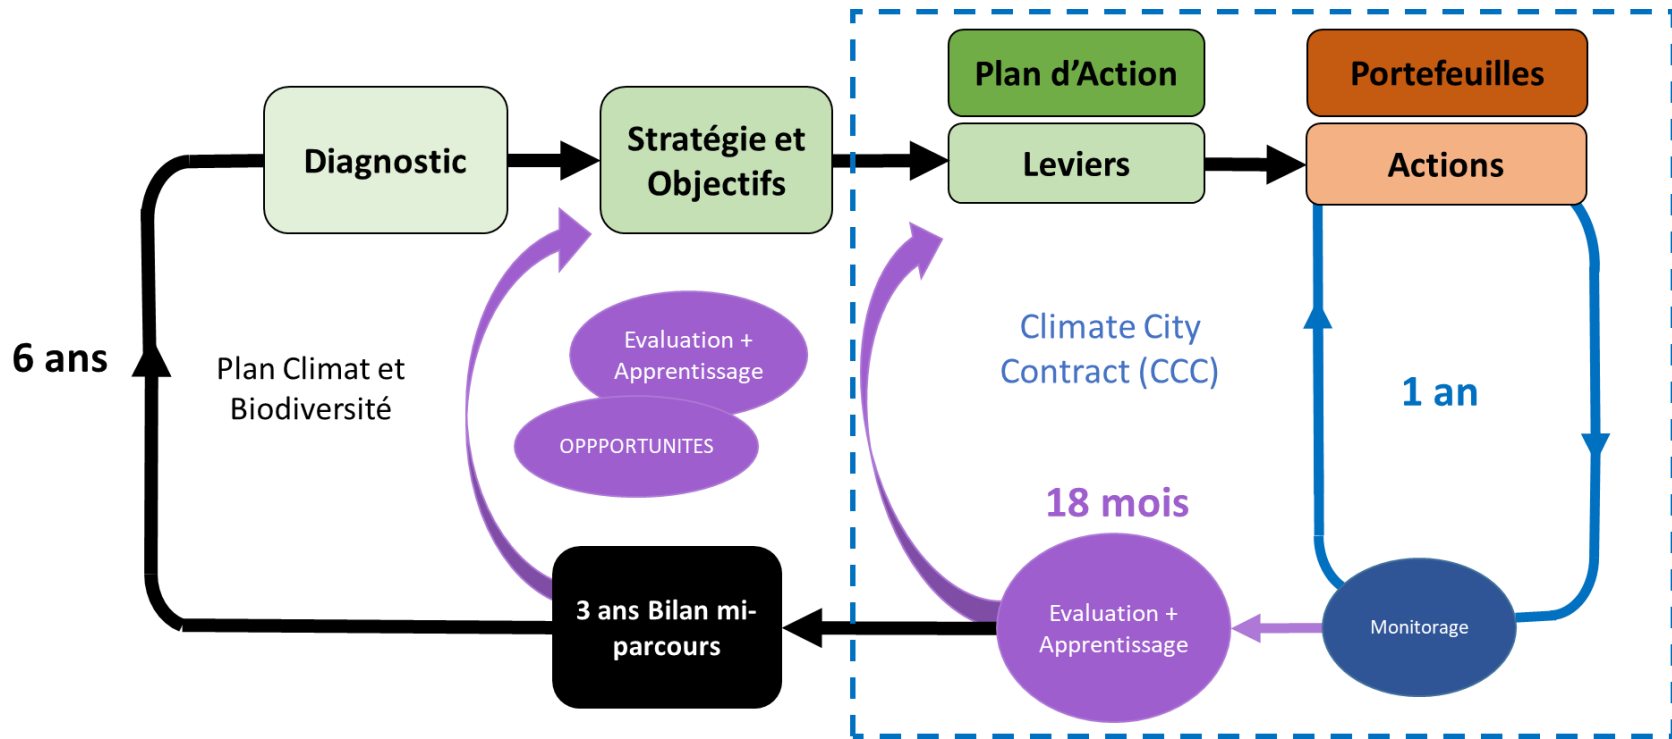 Plan d’Action
Portefeuilles
Diagnostic
Stratégie et
Objectifs
Leviers
Actions
6 ans
Plan Climat et
Biodiversité
Evaluation +
Apprentissage
OPPPORTUNITES
Climate City
Contract (CCC)
1 an
18 mois
3 ans Bilan mi-
parcours
Evaluation +
Apprentissage
Monitorage